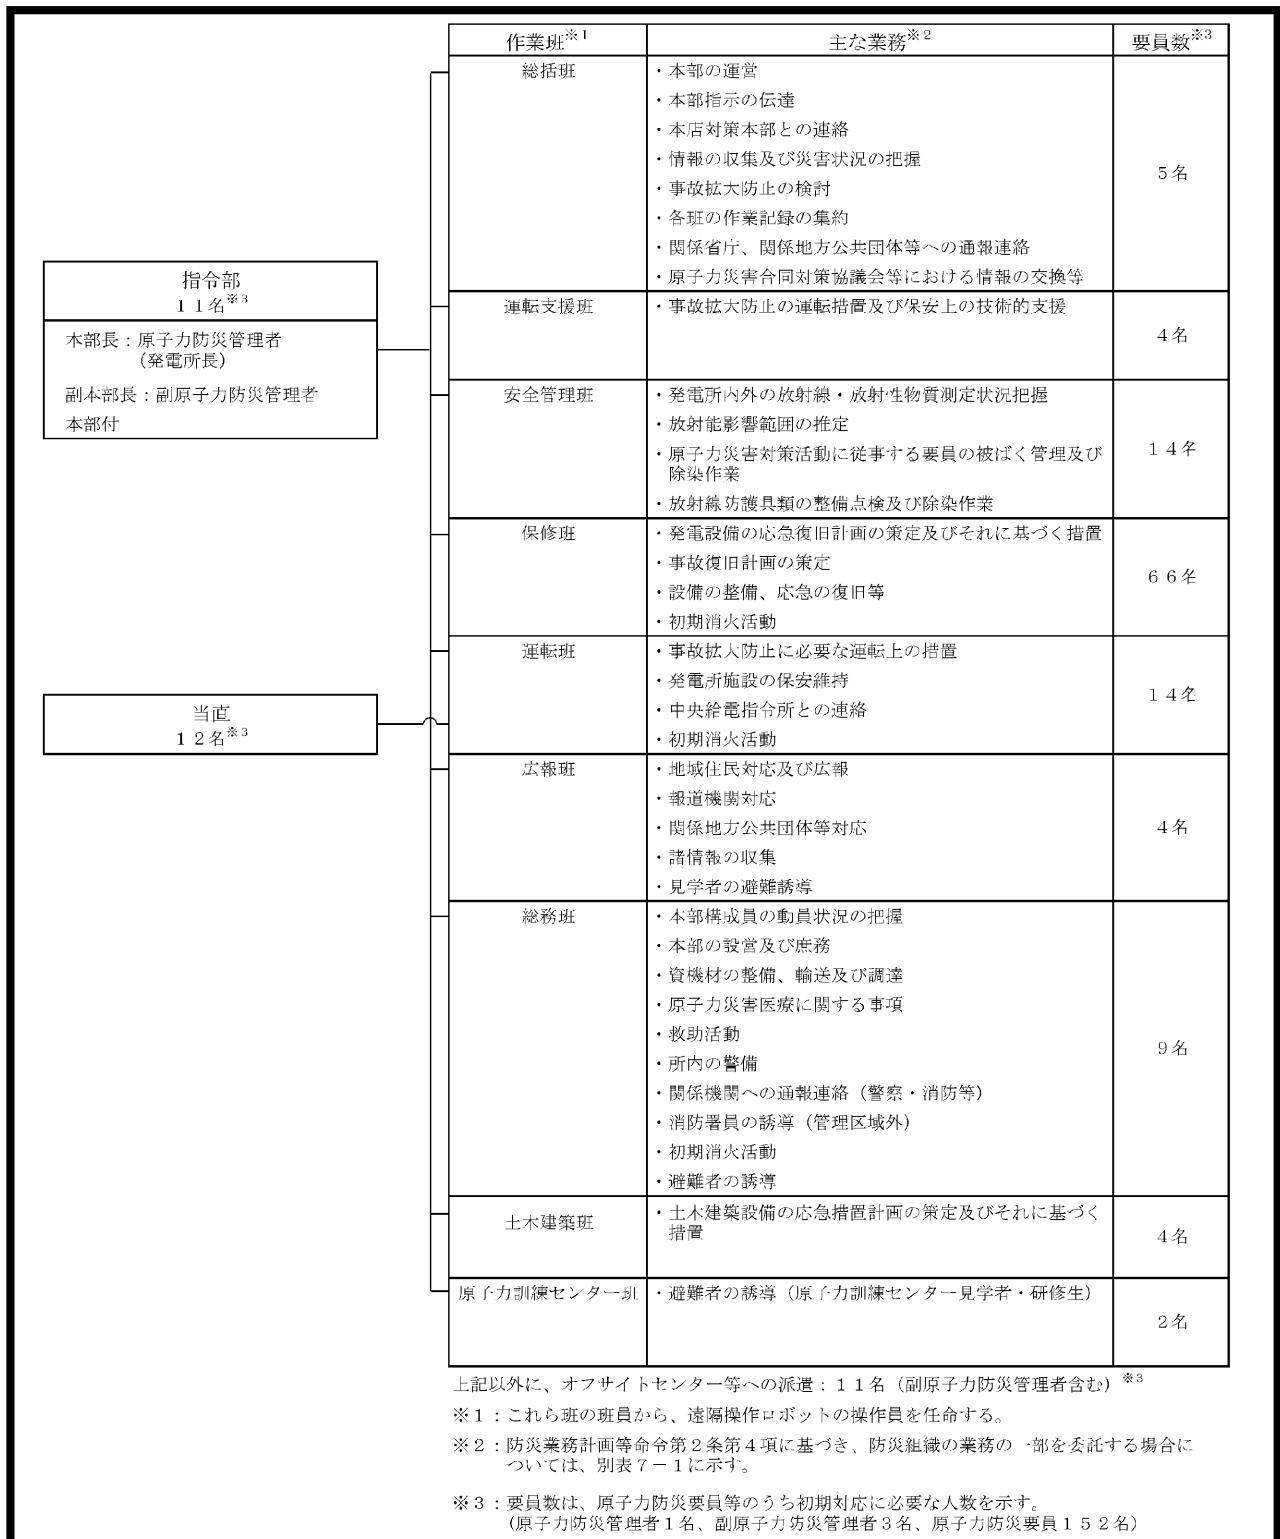 作業班※1　主な業務※2　要員数※3
総括班
・本部の運営
・本部指示の伝達
・本店対策本部との連絡
・情報の収集及び災害状況の把握
・事故拡大防止の検討
・各班の作業記録の集約
・関係省庁、関係地方公共団体等への通報連絡
・原子力災害合同対策協議会等における情報の交換等
5名
指令部
11名※3
本部長：原子力防災管理者
（発電所長）
副本部長：副原子力防災管理者
本部付
運転支援班
・事故拡大防止の運転措置及び保安上の技術的支援
4名
安全管理班
・発電所内外の放射線・放射性物質測定状況把握
・放射能影響範囲の推定
・原子力災害対策活動に従事する要員の被ばく管理及び
除染作業
・放射線防護具類の整備点検及び除染作業
14名
保修班
・発電設備の応急復旧計画の策定及びそれに基づく措置
・事故復旧計画の策定
・設備の整備、応急の復旧等
・初期消火活動
66名
当直
12名※3
運転班
・事故拡大防止に必要な運転上の措置
・発電所施設の保安維持
・中央給電指令所との連絡
・初期消火活動
14名
広報班
・地域住民対応及び広報
・報道機関対応
・関係地方公共団体等対応
・諸情報の収集
・見学者の避難誘導
4名
総務班
・本部構成員の動員状況の把握
・本部の設営及び庶務
・資機材の整備、輸送及び調達
・原子力災害医療に関する事項
・救助活動
・所内の警備
・関係機関への通報連絡（警察・消防等）
・消防署員の誘導（管理区域外）
・初期消火活動
・避難者の誘導
9名
土木建築班
・土木建築設備の応急措置計画の策定及びそれに基づく
措置
4名
原子力訓練センター班
・避難者の誘導（原子力訓練センター見学者・研修生）
2名
上記以外に、オフサイトセンター等への派遣：11名（副原子力防災管理者含む）※3
※1：これら班の班員から、遠隔操作ロボットの操作員を任命する。
※2：防災業務計画等命令第2条第4項に基づき、防災組織の業務の一部を委託する場合に
ついては、別表7－1に示す。
※3：要員数は、原子力防災要員等のうち初期対応に必要な人数を示す。
（原子力防災管理者1名、副原子力防災管理者3名、原子力防災要員152名）